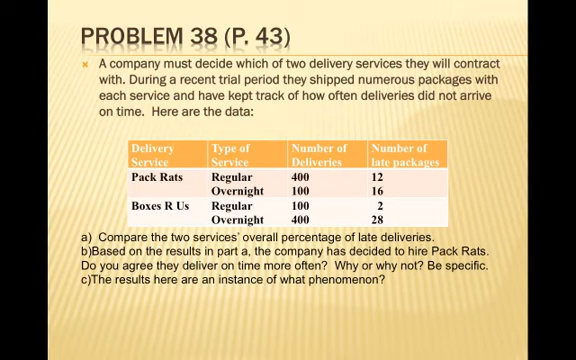 PROBLEM 38 (P. 43)
A company must decide which of two delivery services they will contract
with. During a recent trial period they shipped numerous packages with
each service and have kept track of how often deliveries did not arrive
on time. Here are the data:
Delivery Service Type of Service Number of Deliveries Number of late packages
Pack Rats Regular 400 12
Overnight 100 16
Boxes R Us Regular 100 2
Overnight 400 28
a) Compare the two services' overall percentage of late deliveries.
b)Based on the results in part a, the company has decided to hire Pack Rats.
Do you agree they deliver on time more often? Why or why not? Be specific.
c)The results here are an instance of what phenomenon?